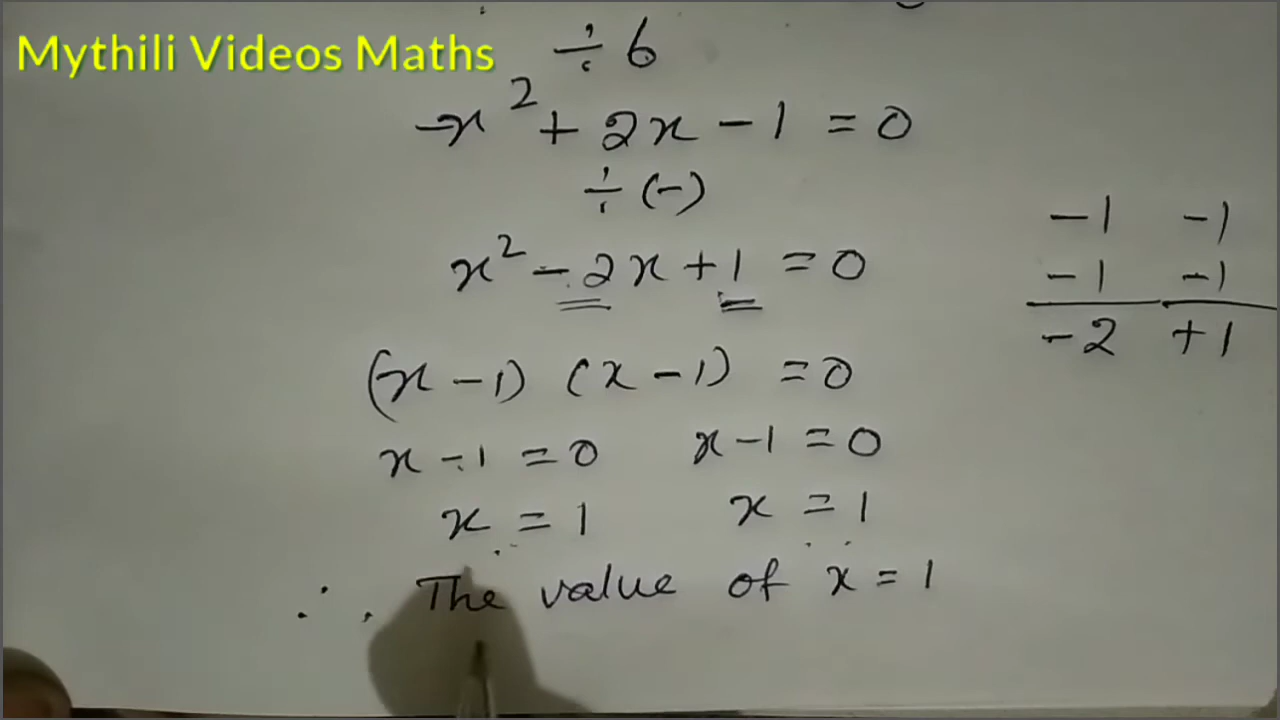 Mythili Videos Maths
÷ 6
-x² + 2x - 1 = 0
÷ (-)
x² - 2x + 1 = 0
-1 -1
-1 -1
-2 +1
(x - 1) (x - 1) = 0
x - 1 = 0 x - 1 = 0
x = 1 x = 1
∴ The value of x = 1